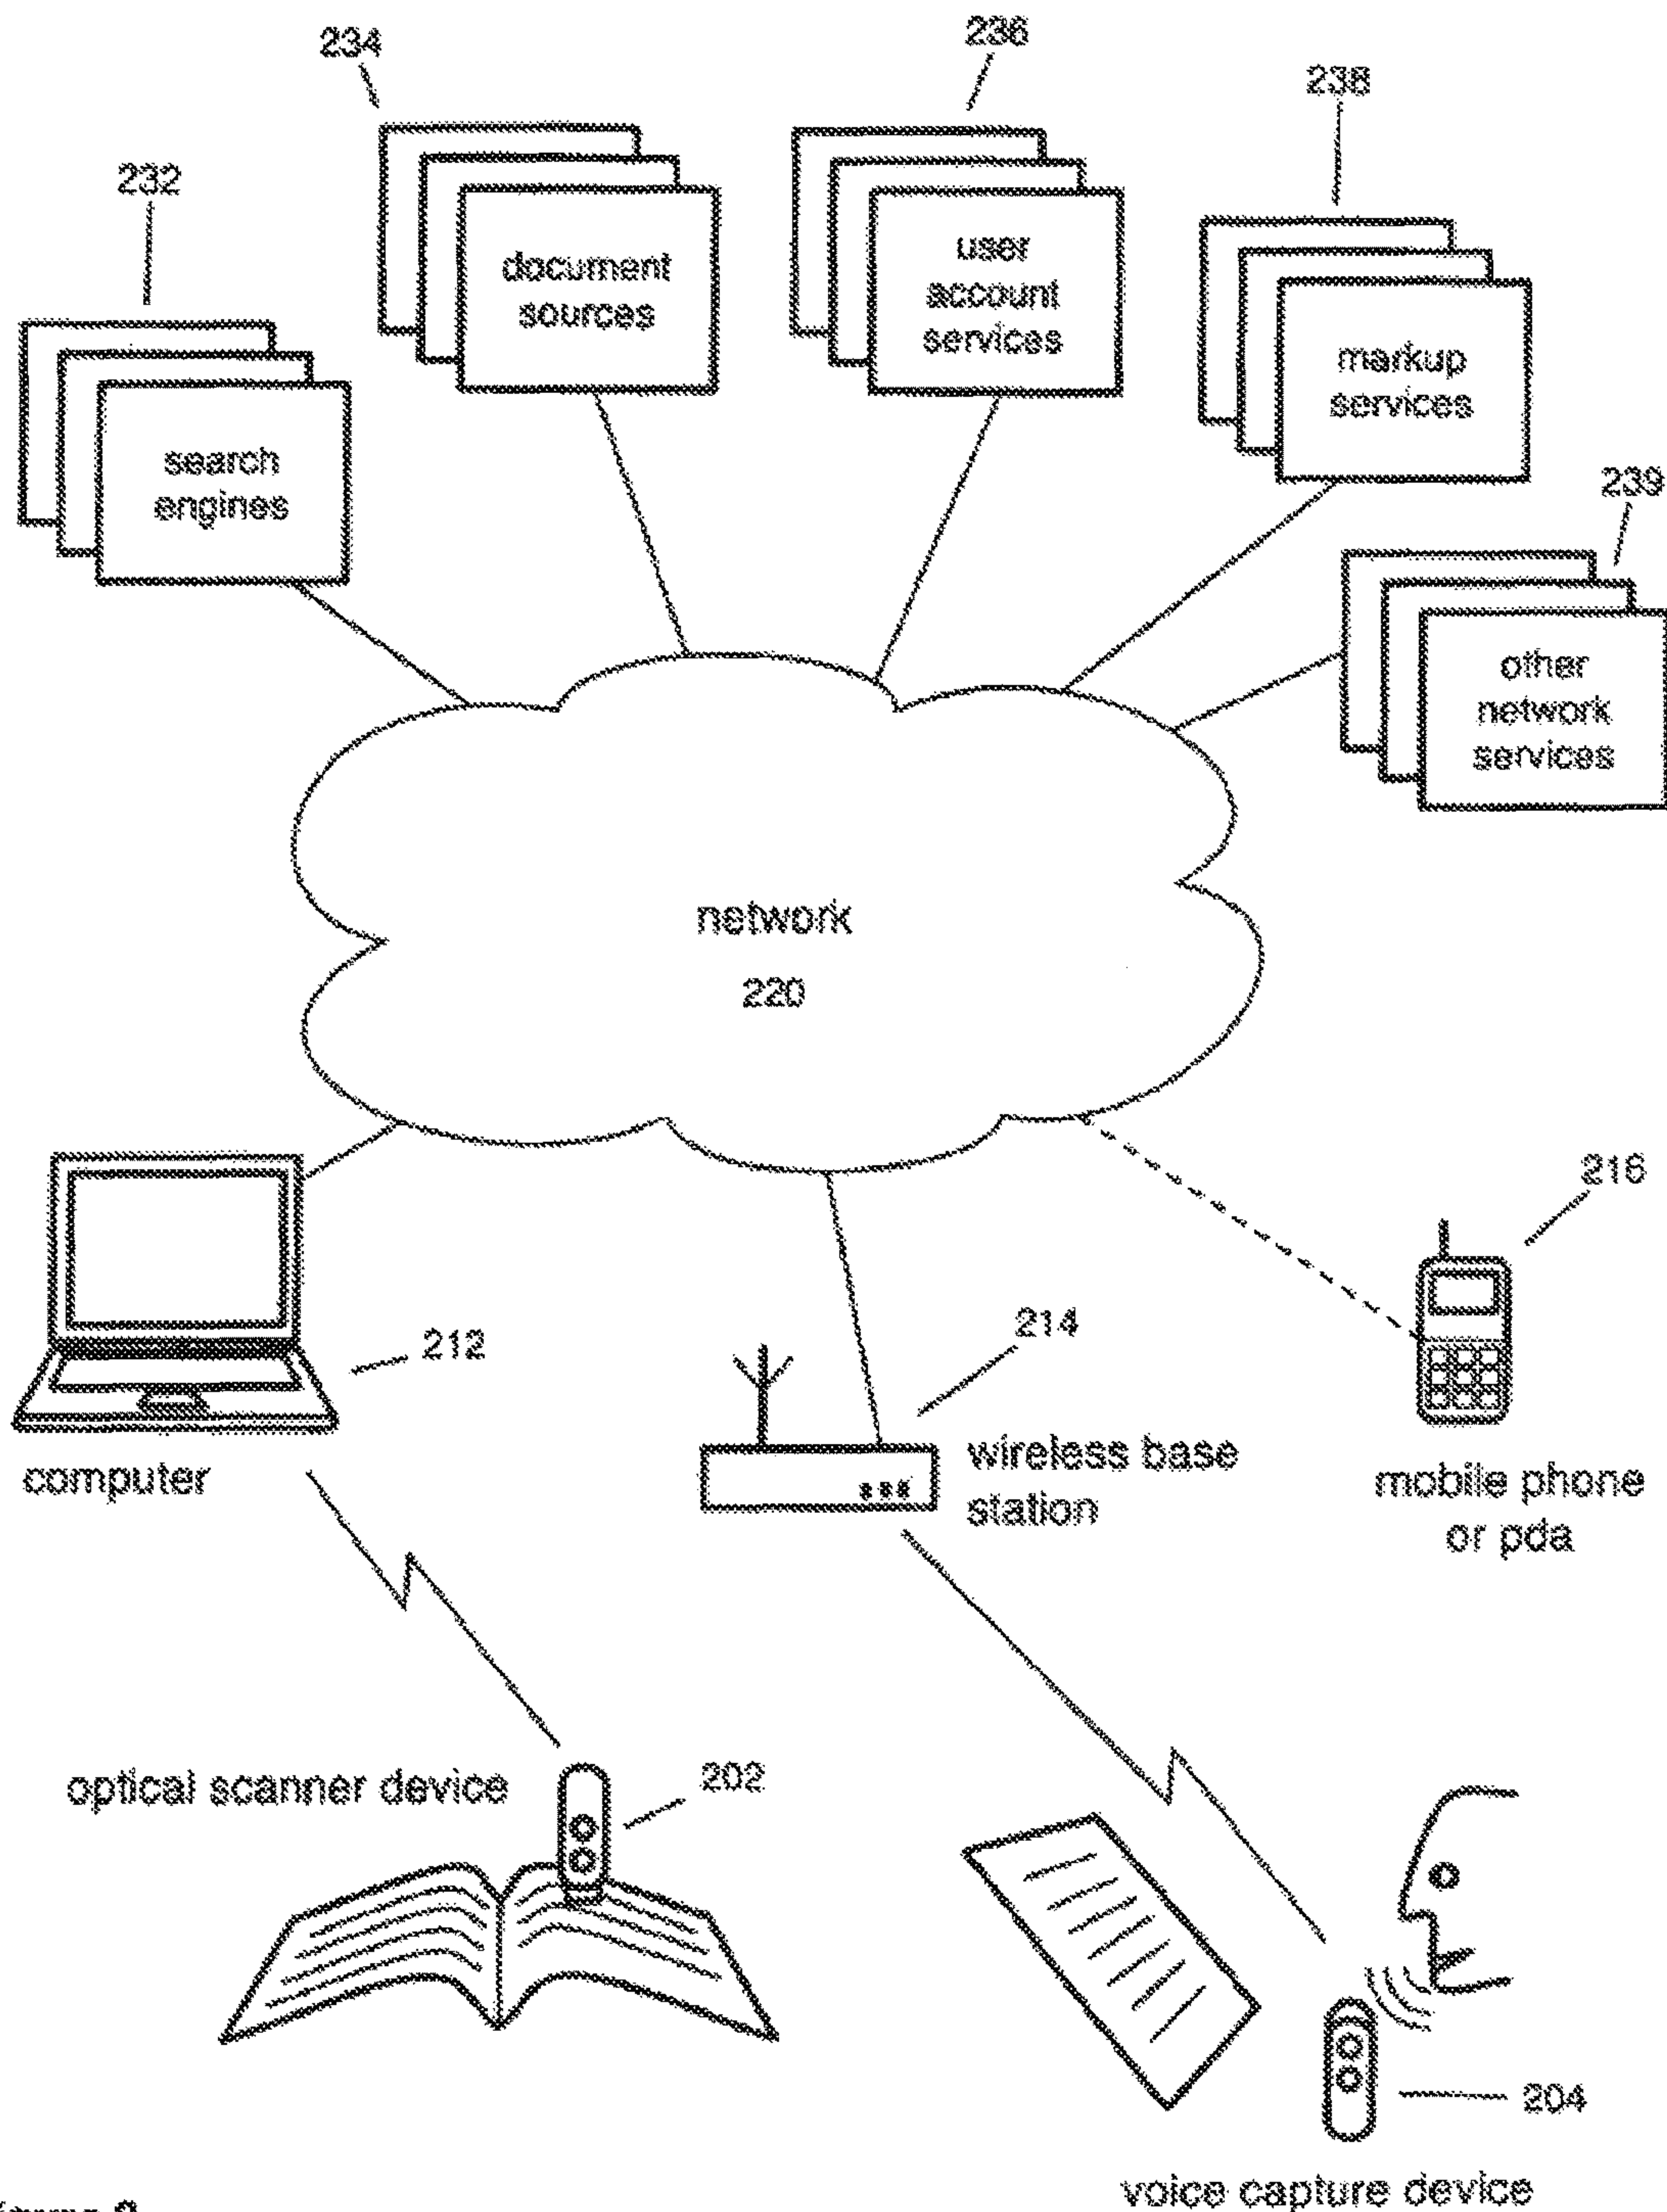 234
236
238
232
document
sources
user
account
services
markup
services
search
engines
239
other
network
services
network
220
216
214
212
computer
wireless base
station
mobile phone
or pda
optical scanner device
202
204
voice capture device